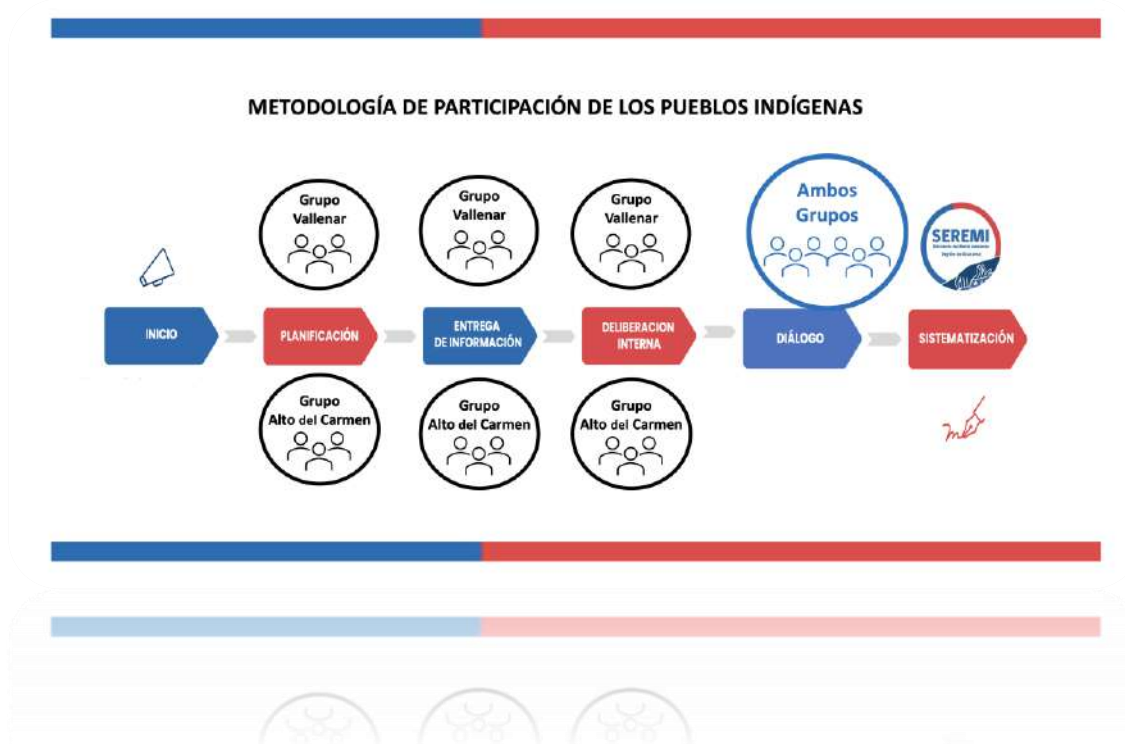 METODOLOGÍA DE PARTICIPACIÓN DE LOS PUEBLOS INDÍGENAS
Grupo
Vallenar
Grupo
Vallenar
Grupo
Vallenar
Ambos
Grupos
SEREMI
INICIO
PLANIFICACIÓN
ENTREGA
DE INFORMACIÓN
DELIBERACION
INTERNA
DIÁLOGO
SISTEMATIZACIÓN
Grupo
Alto del Carmen
Grupo
Alto del Carmen
Grupo
Alto del Carmen